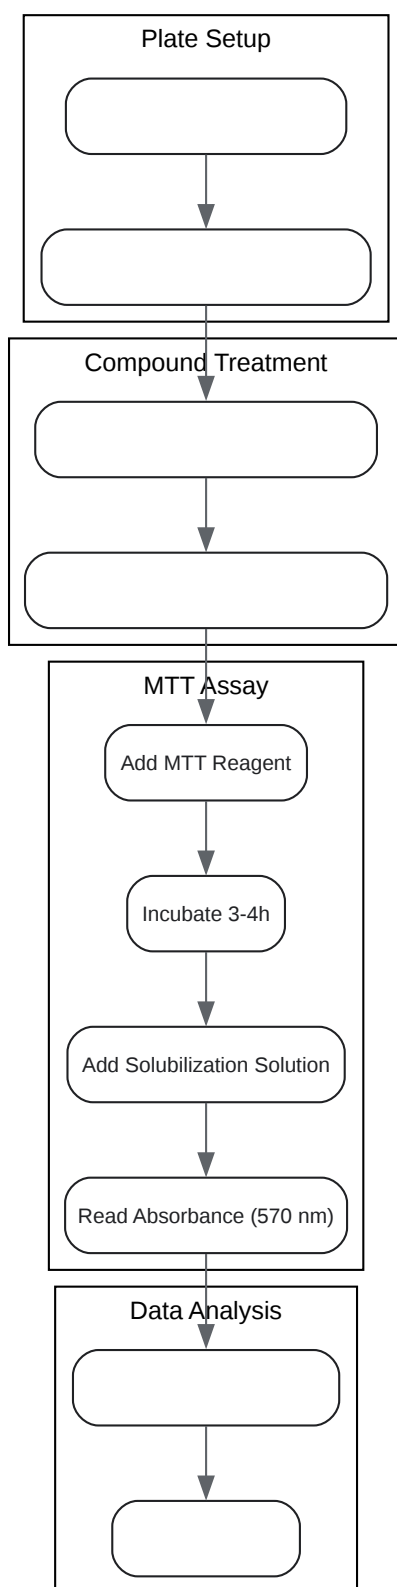 Plate Setup
Compound Treatment
MTT Assay
Add MTT Reagent
Incubate 3-4h
Add Solubilization Solution
Read Absorbance (570 nm)
Data Analysis